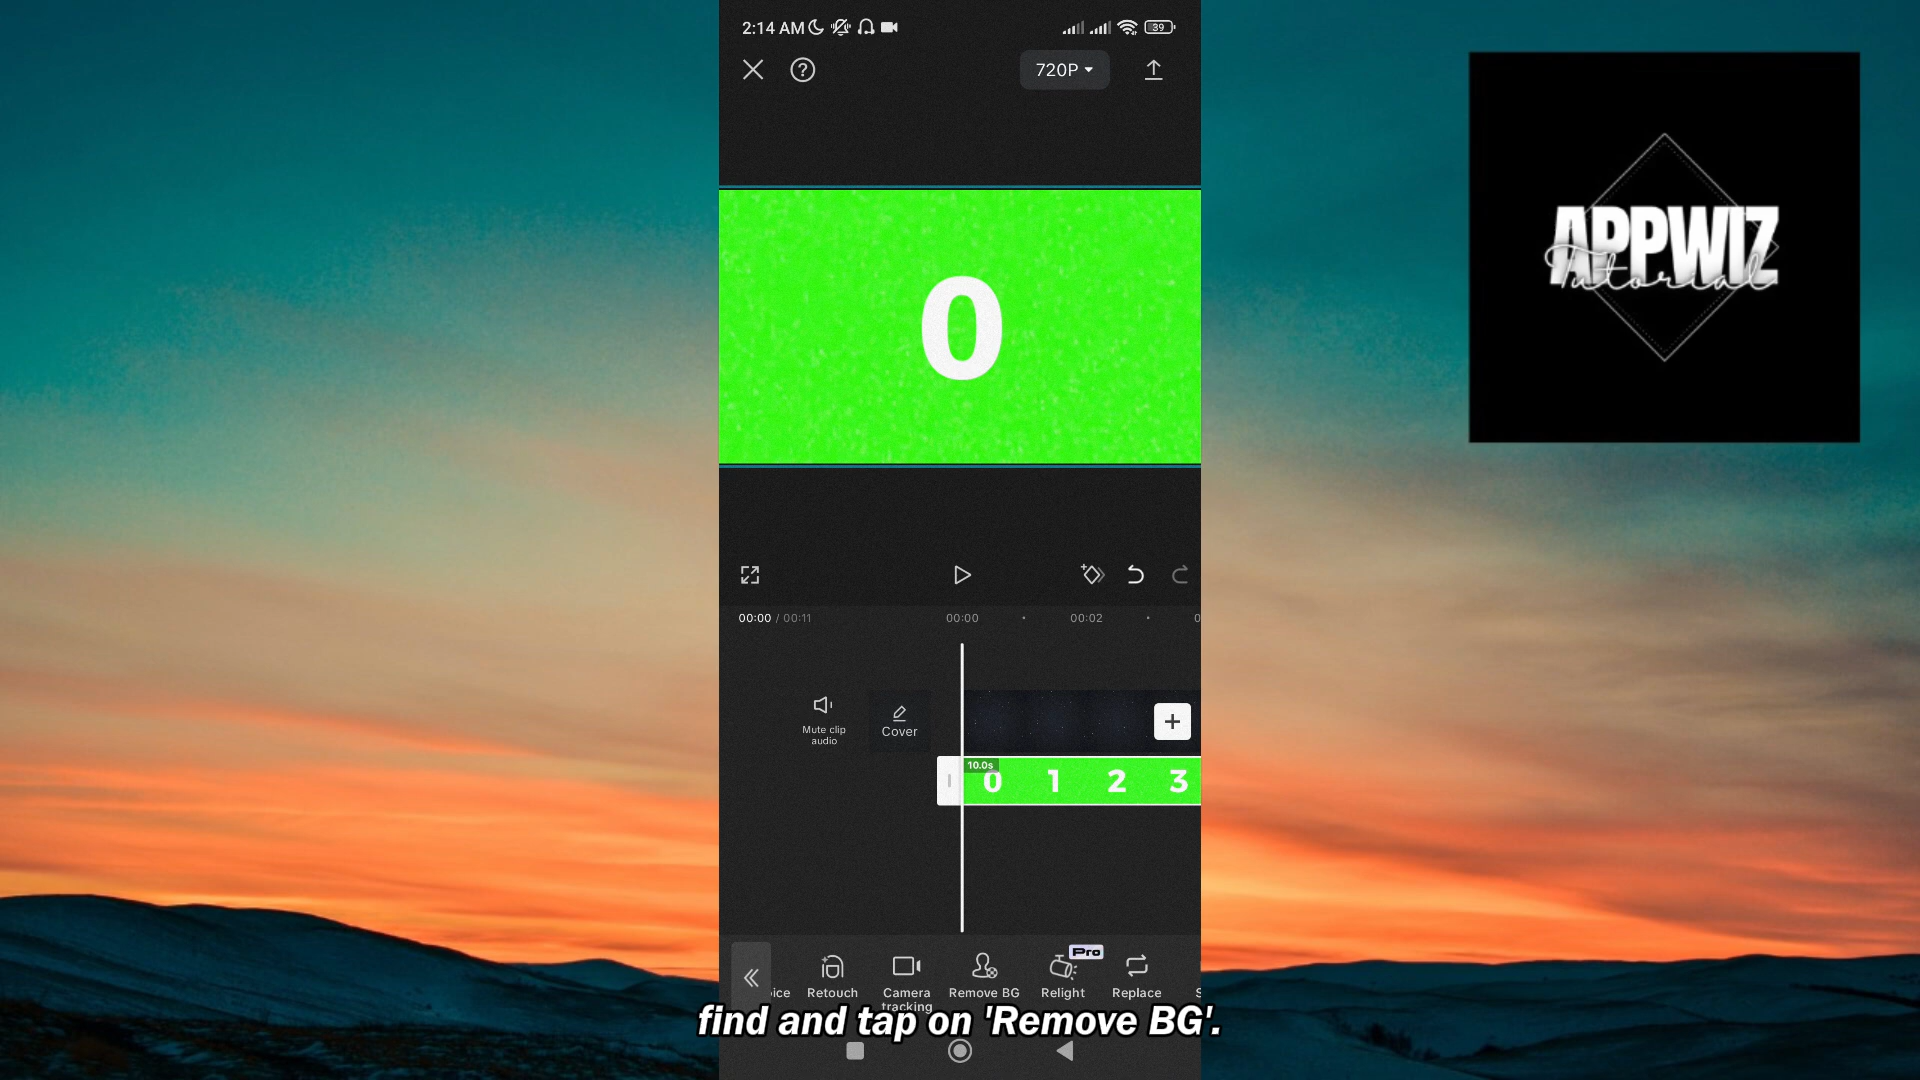 2:14 AM
39
720P
APPWIZ
Tutorial
0
00:00 / 00:11
00:00
00:02
0
Mute clip
audio
Cover
10.0s
0 1 2 3
Pro
oice
Retouch
Camera
tracking
Remove BG
Relight
Replace
S
find and tap on 'Remove BG'.